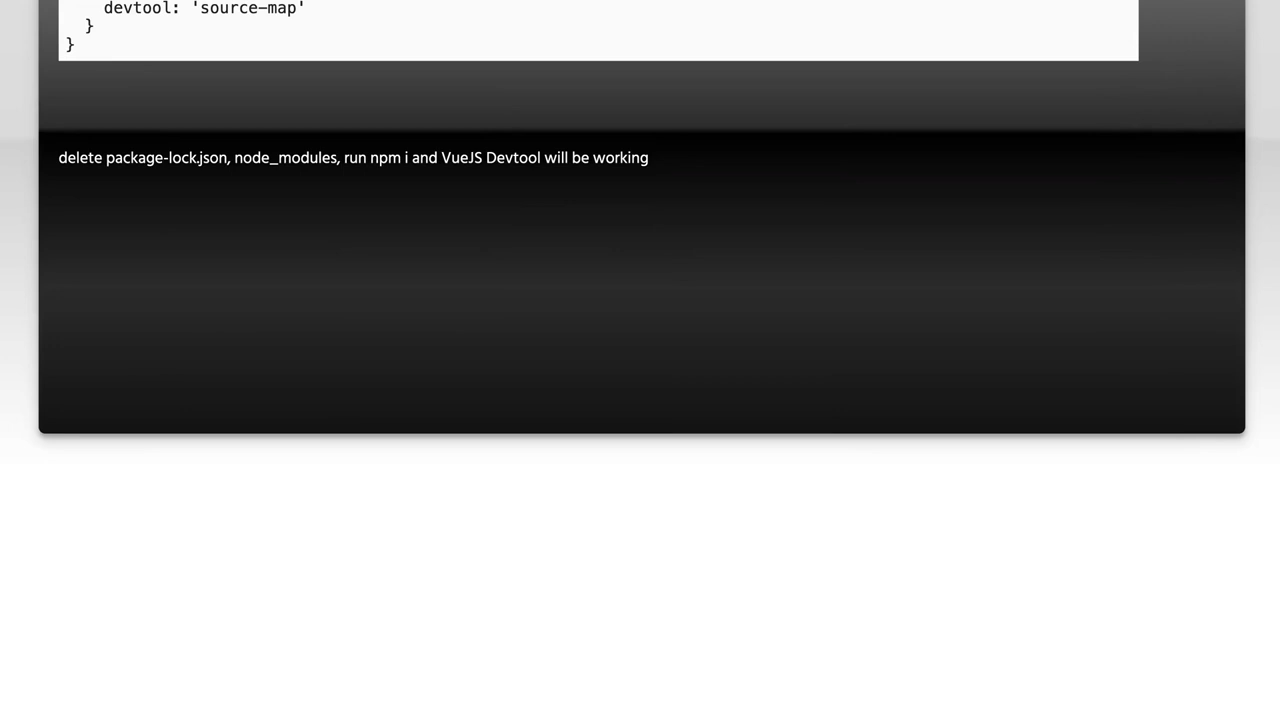 devtool: 'source-map'
}
}
delete package-lock.json, node_modules, run npm i and VueJS Devtool will be working